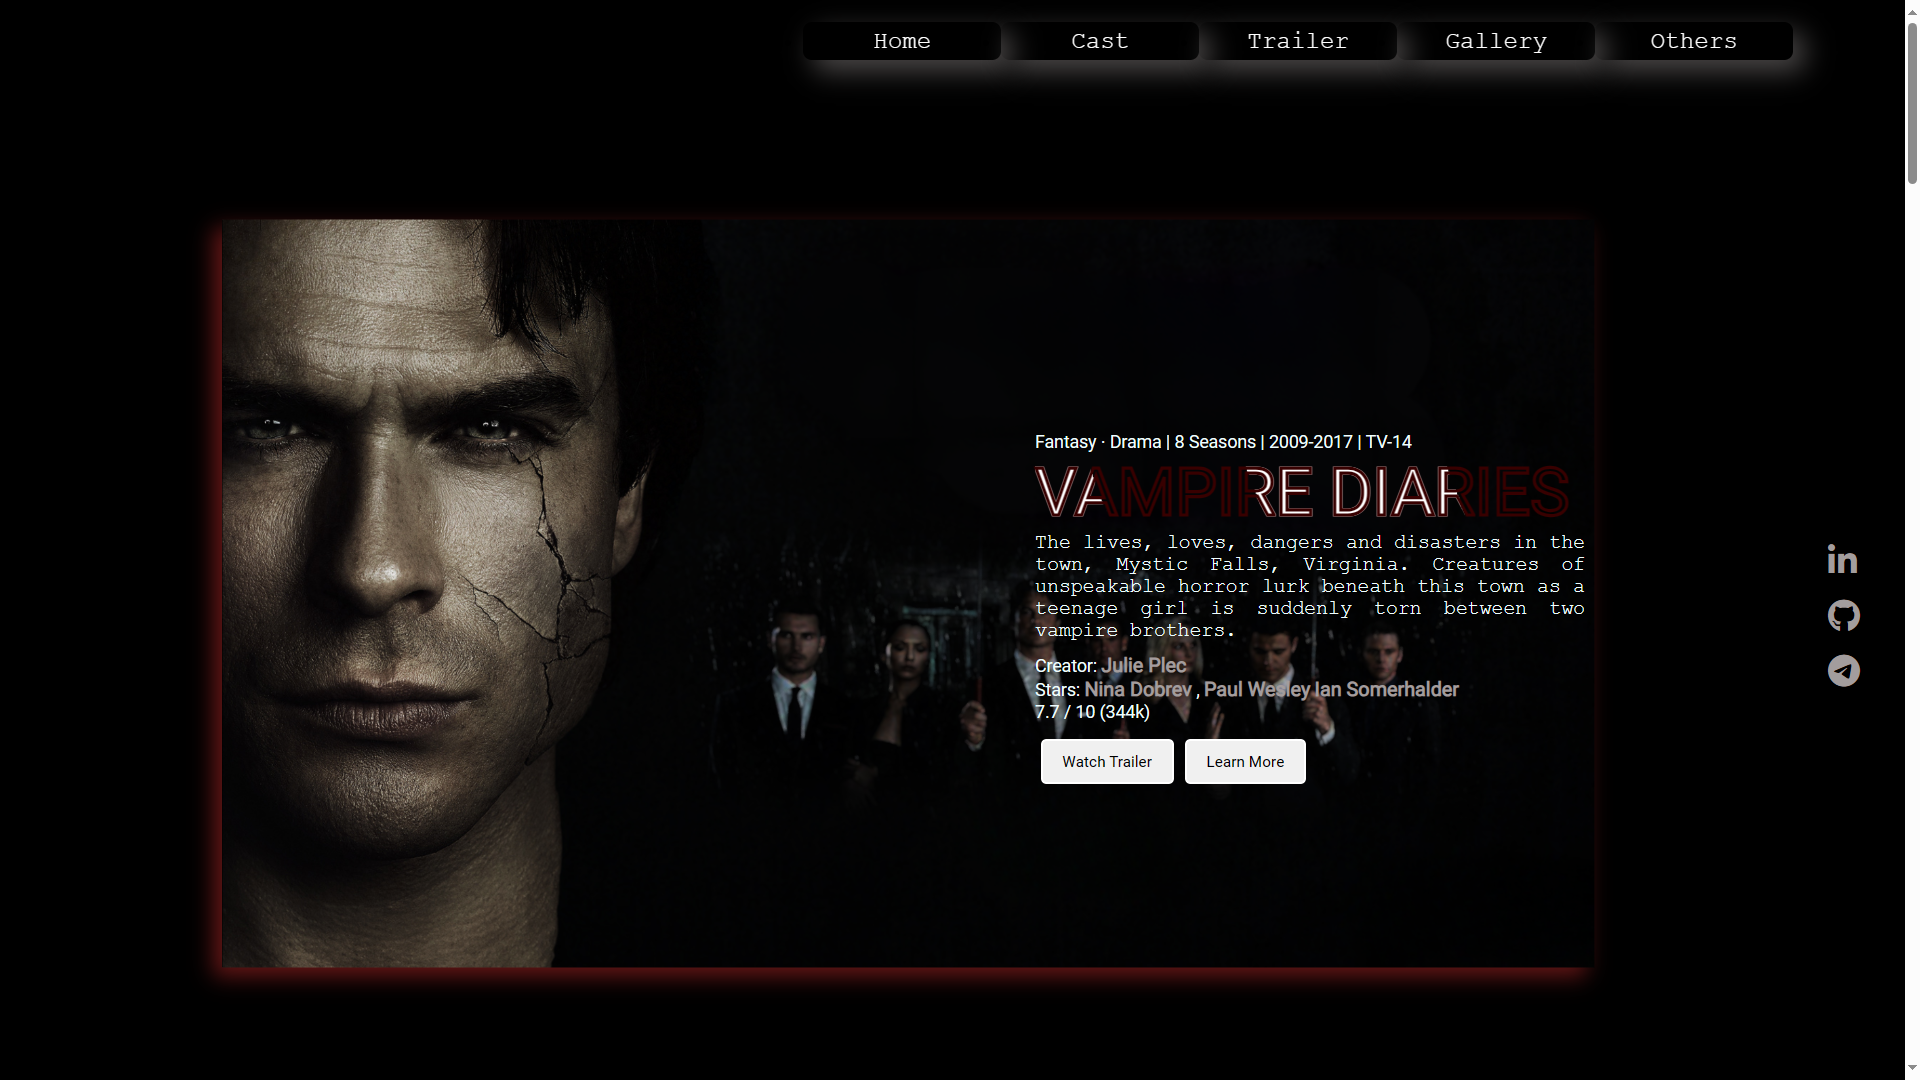 Home
Cast
Trailer
Gallery
Others
Fantasy · Drama | 8 Seasons | 2009-2017 | TV-14
VAMPIRE DIARIES
The lives, loves, dangers and disasters in the
town, Mystic Falls, Virginia. Creatures of
unspeakable horror lurk beneath this town as a
teenage girl is suddenly torn between two
vampire brothers.
Creator: Julie Plec
Stars: Nina Dobrev , Paul Wesley Ian Somerhalder
7.7 / 10 (344k)
Watch Trailer
Learn More
in